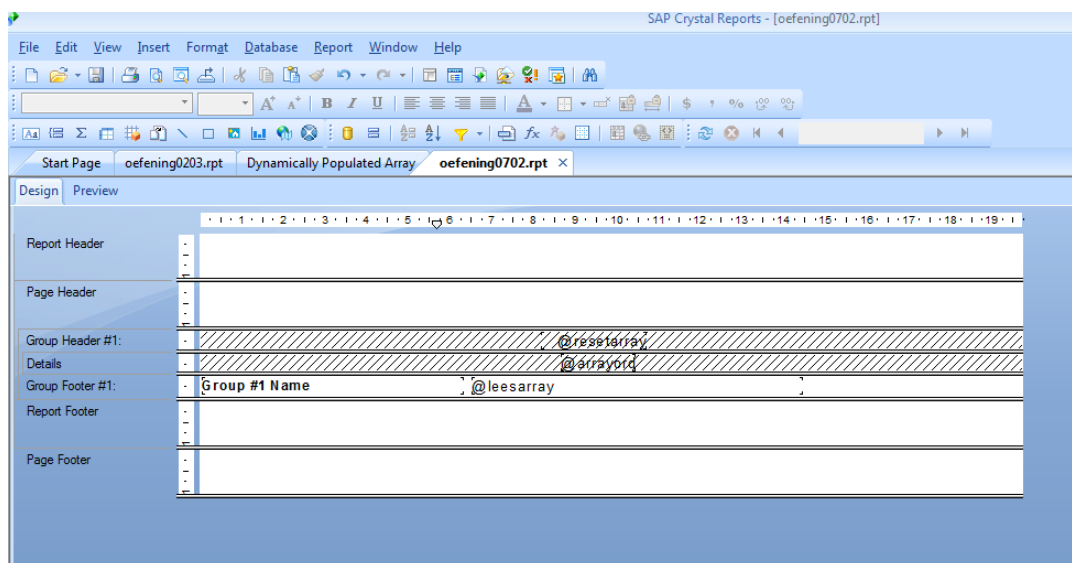 SAP Crystal Reports - [oefening0702.rpt]
File Edit View Insert Format Database Report Window Help
Start Page oefening0203.rpt Dynamically Populated Array oefening0702.rpt ×
Design Preview
1 2 3 4 5 6 7 8 9 10 11 12 13 14 15 16 17 18 19
Report Header
Page Header
Group Header #1: @resetarray
Details @arrayord
Group Footer #1: Group #1 Name @leesarray
Report Footer
Page Footer